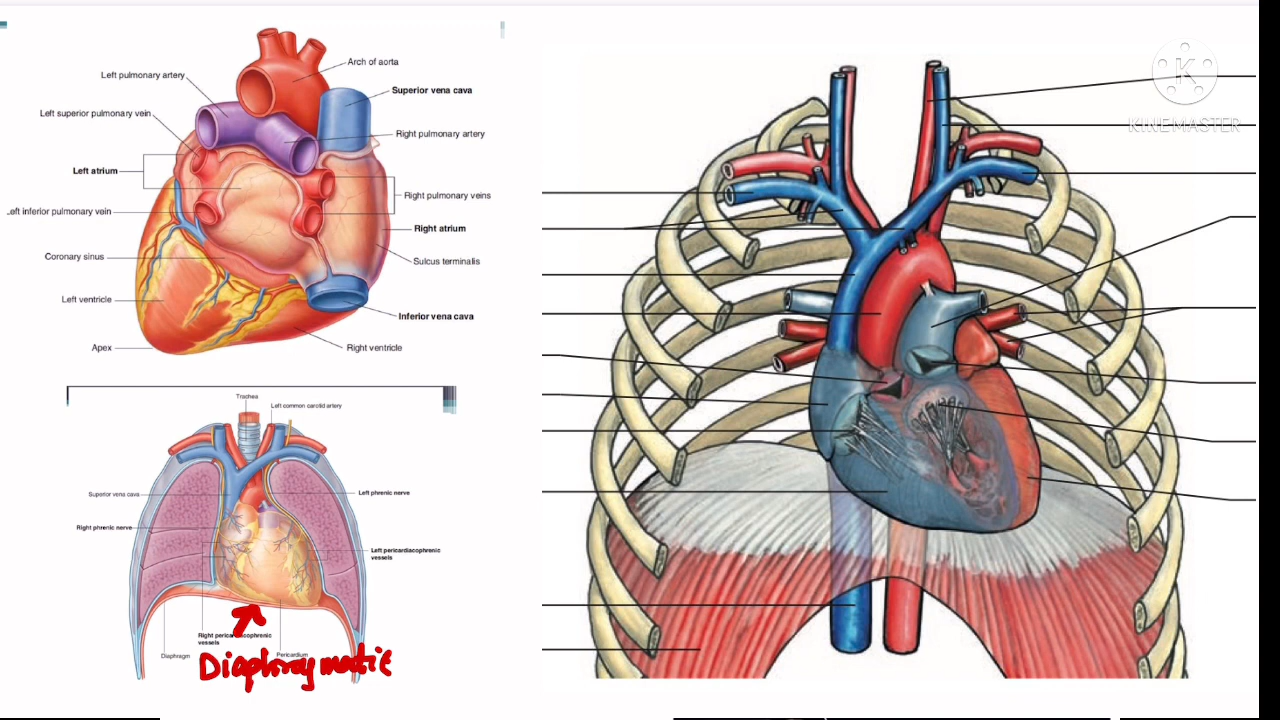 Arch of aorta
Left pulmonary artery
Superior vena cava
Left superior pulmonary vein
Right pulmonary artery
Left atrium
Right pulmonary veins
eft inferior pulmonary vein
Right atrium
Coronary sinus
Sulcus terminalis
Left ventricle
Inferior vena cava
Apex
Right ventricle
Trachea
Left common carotid artery
Superior vena cava
Left phrenic nerve
Right phrenic nerve
Left pericardiacophrenic
vessels
Right pericardiacophrenic
vessels
Diaphragm
Pericardium
Diaphragmatic
K
KINEMASTER